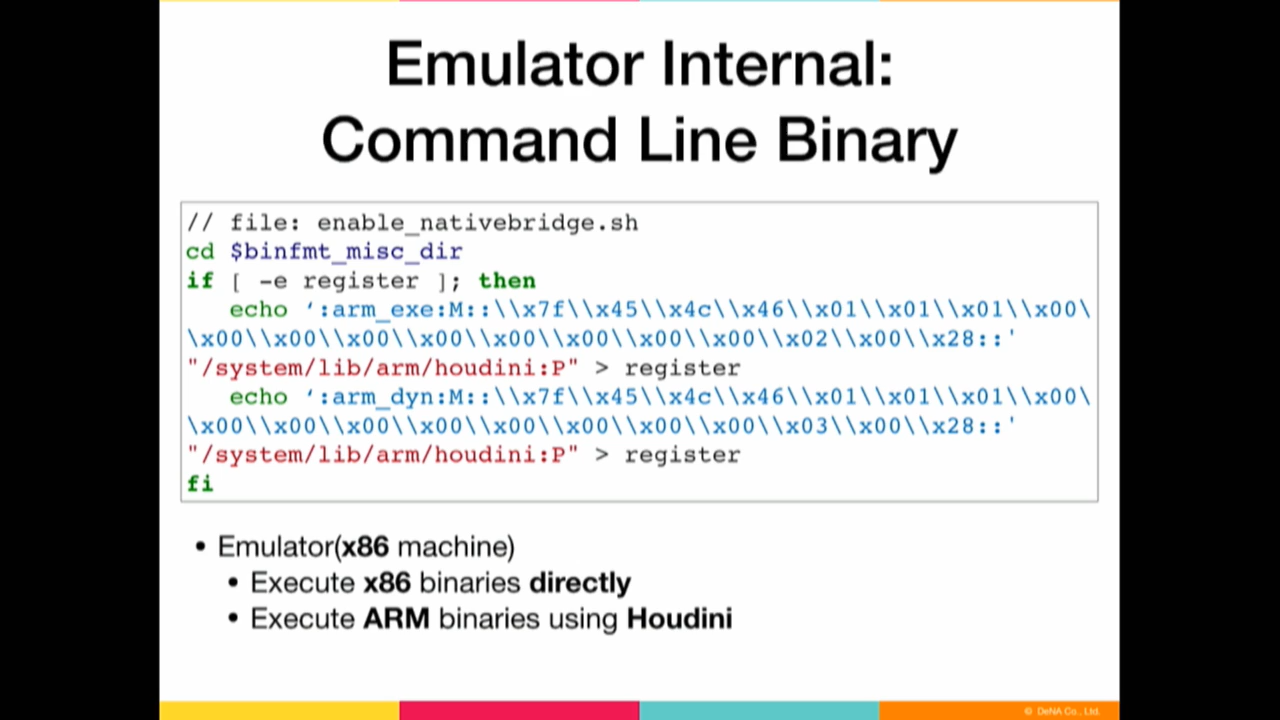 Emulator Internal:
Command Line Binary
// file: enable_nativebridge.sh
cd $binfmt_misc_dir
if [ -e register ]; then
echo ‘:arm_exe:M::\\x7f\\x45\\x4c\\x46\\x01\\x01\\x01\\x00\
\x00\\x00\\x00\\x00\\x00\\x00\\x00\\x00\\x02\\x00\\x28::'
"/system/lib/arm/houdini:P" > register
echo ‘:arm_dyn:M::\\x7f\\x45\\x4c\\x46\\x01\\x01\\x01\\x00\
\x00\\x00\\x00\\x00\\x00\\x00\\x00\\x00\\x03\\x00\\x28::'
"/system/lib/arm/houdini:P" > register
fi
• Emulator(x86 machine)
• Execute x86 binaries directly
• Execute ARM binaries using Houdini
© DeNA Co., Ltd.